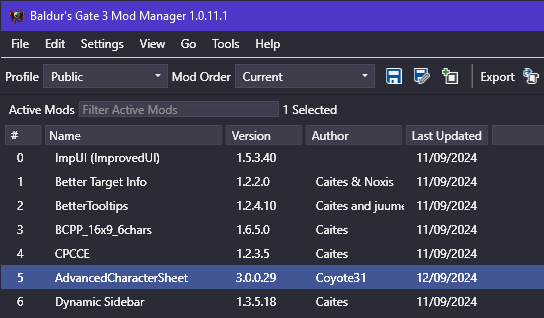 Baldur's Gate 3 Mod Manager 1.0.11.1
File Edit Settings View Go Tools Help
Profile Public Mod Order Current Export
Active Mods Filter Active Mods 1 Selected
# Name Version Author Last Updated
0 ImpUI (ImprovedUI) 1.5.3.40 11/09/2024
1 Better Target Info 1.2.2.0 Caites & Noxis 11/09/2024
2 BetterTooltips 1.2.4.10 Caites and juume 11/09/2024
3 BCPP_16x9_6chars 1.6.5.0 Caites 11/09/2024
4 CPCCE 1.2.3.5 Caites 11/09/2024
5 AdvancedCharacterSheet 3.0.0.29 Coyote31 12/09/2024
6 Dynamic Sidebar 1.3.5.18 Caites 11/09/2024